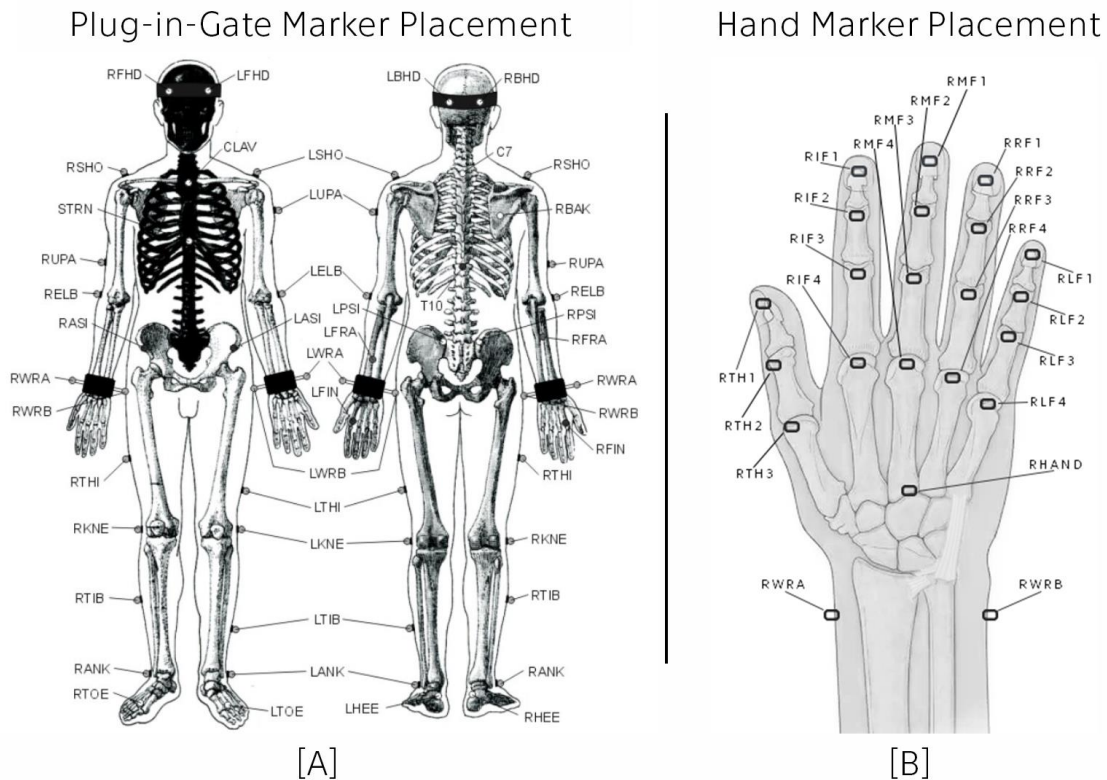 Plug-in-Gate Marker Placement
Hand Marker Placement
RFHD
LFHD
LBHD
RBHD
CLAV
C7
RSHO
LSHO
RSHO
STRN
LUPA
RBAK
RUPA
RUPA
RELB
LELB
RELB
T10
RASI
LASI
LPSI
RPSI
LFRA
RFRA
RWRA
LWRA
RWRA
RWRB
LFIN
RWRB
RFIN
LWRB
RTHI
RTHI
LTHI
RKNE
LKNE
RKNE
RTIB
RTIB
LTIB
RANK
LANK
RANK
RTOE
LTOE
LHEE
RHEE
[A]
RMF1
RMF2
RMF3
RMF4
RIF1
RRF1
RRF2
RIF2
RRF3
RRF4
RIF3
RLF1
RIF4
RLF2
RLF3
RTH1
RLF4
RTH2
RTH3
RHAND
RWRA
RWRB
[B]